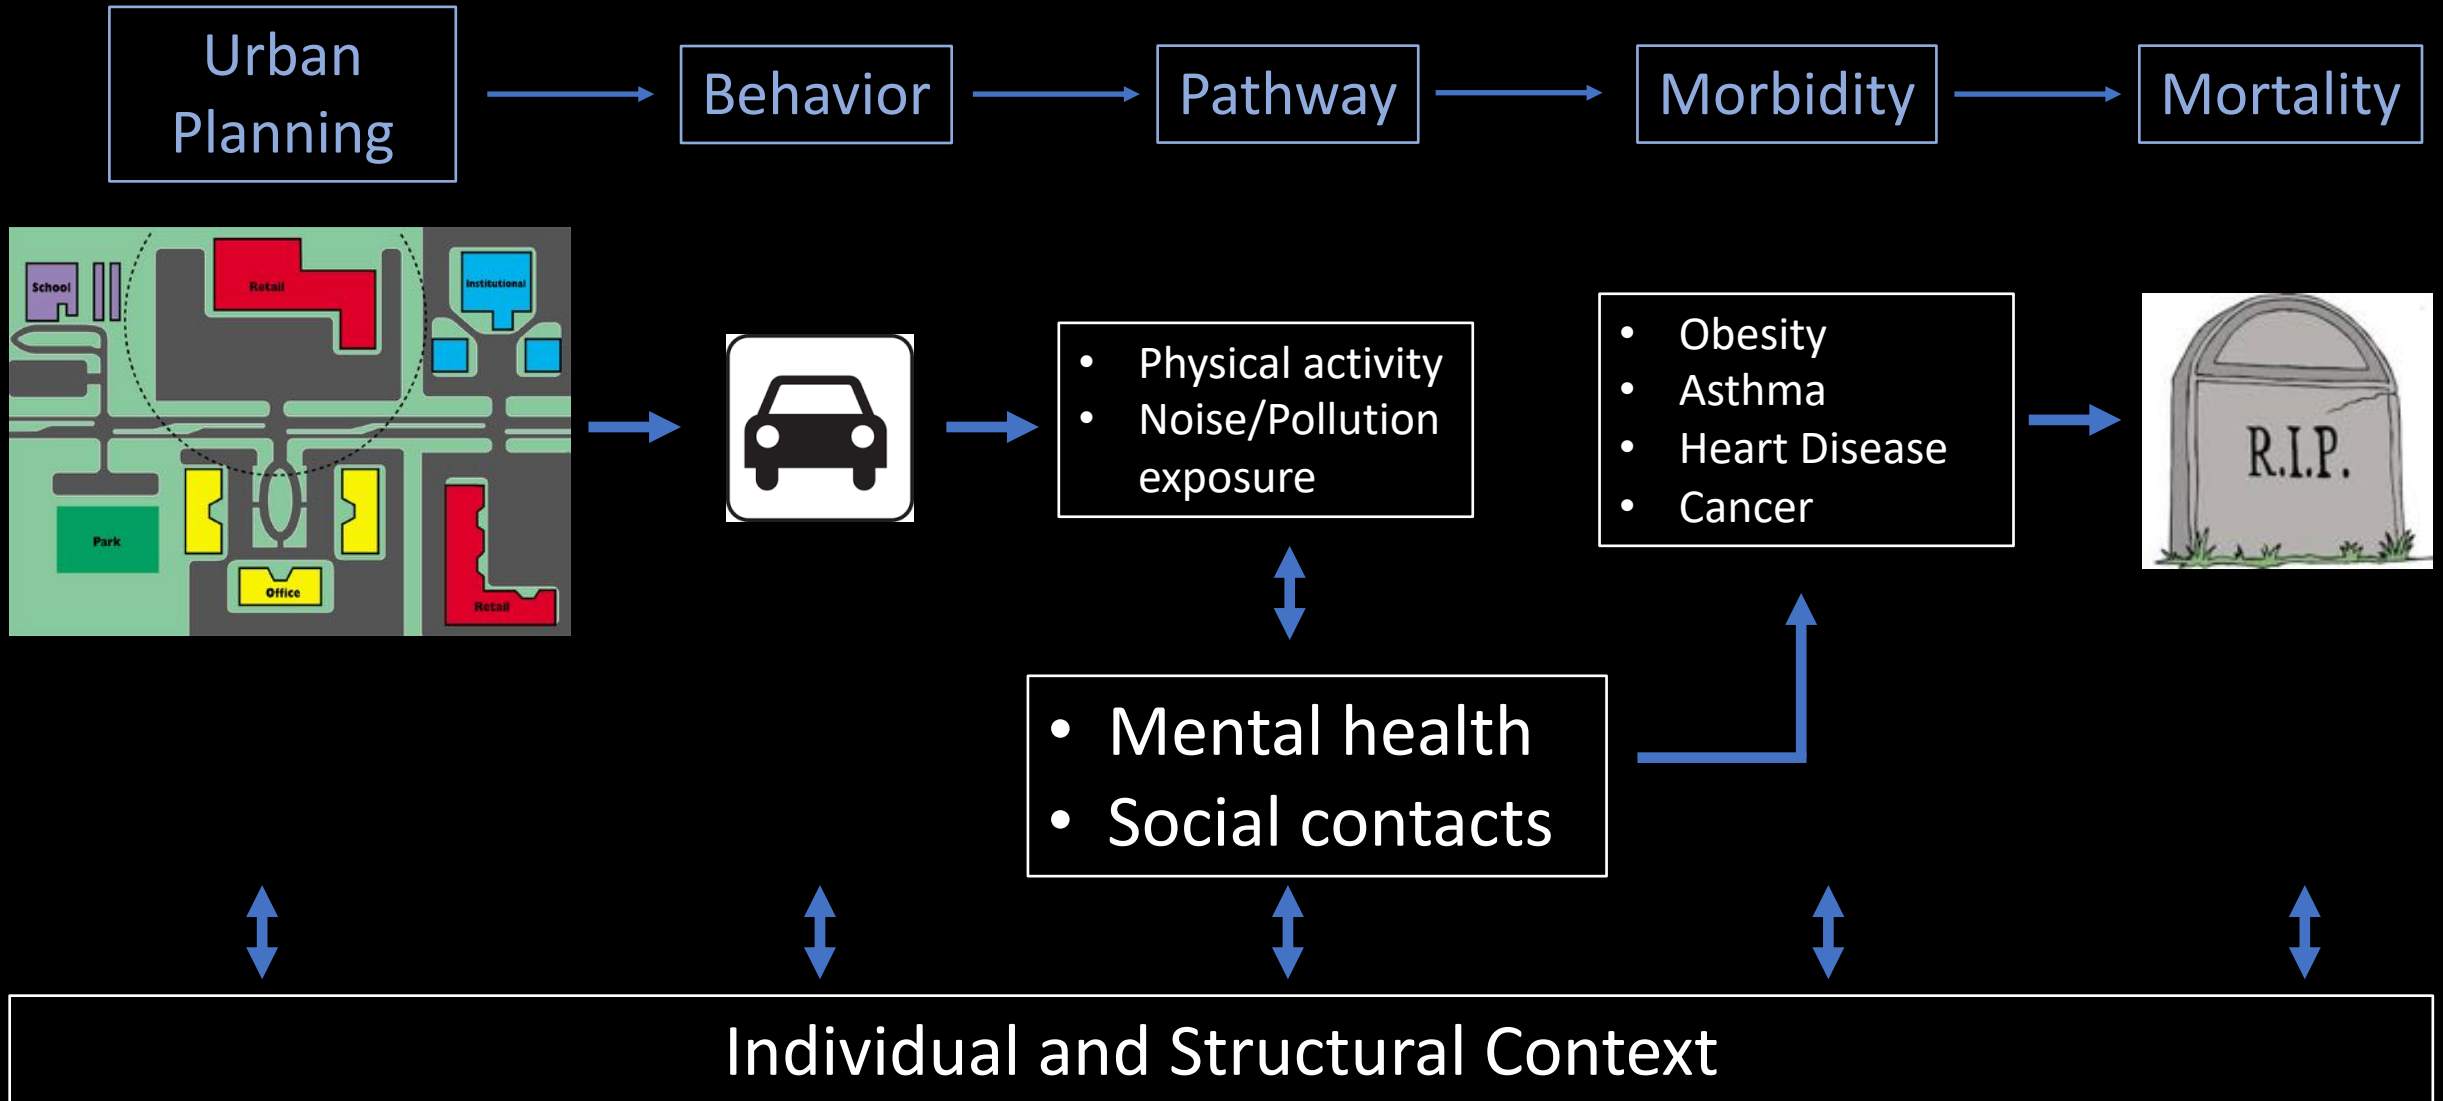 Urban
Planning
Behavior
Pathway
Morbidity
Mortality
School
Retail
Institutional
Park
Office
Retail
• Physical activity
• Noise/Pollution
exposure
• Obesity
• Asthma
• Heart Disease
• Cancer
R.I.P.
• Mental health
• Social contacts
Individual and Structural Context